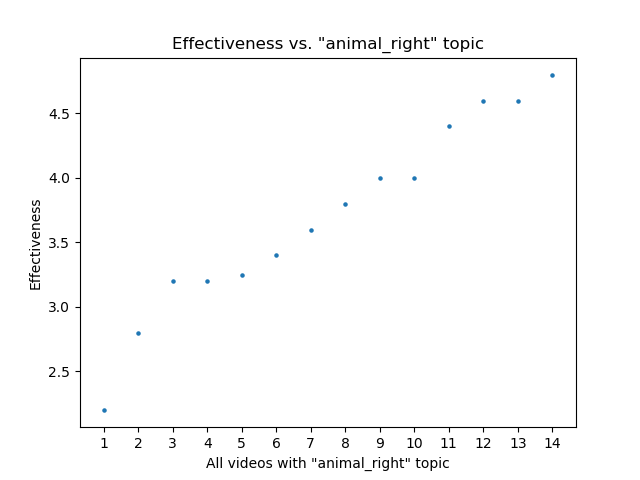 Effectiveness vs. "animal_right" topic
4.5
4.0
3.5
3.0
2.5
Effectiveness
1 2 3 4 5 6 7 8 9 10 11 12 13 14
All videos with "animal_right" topic